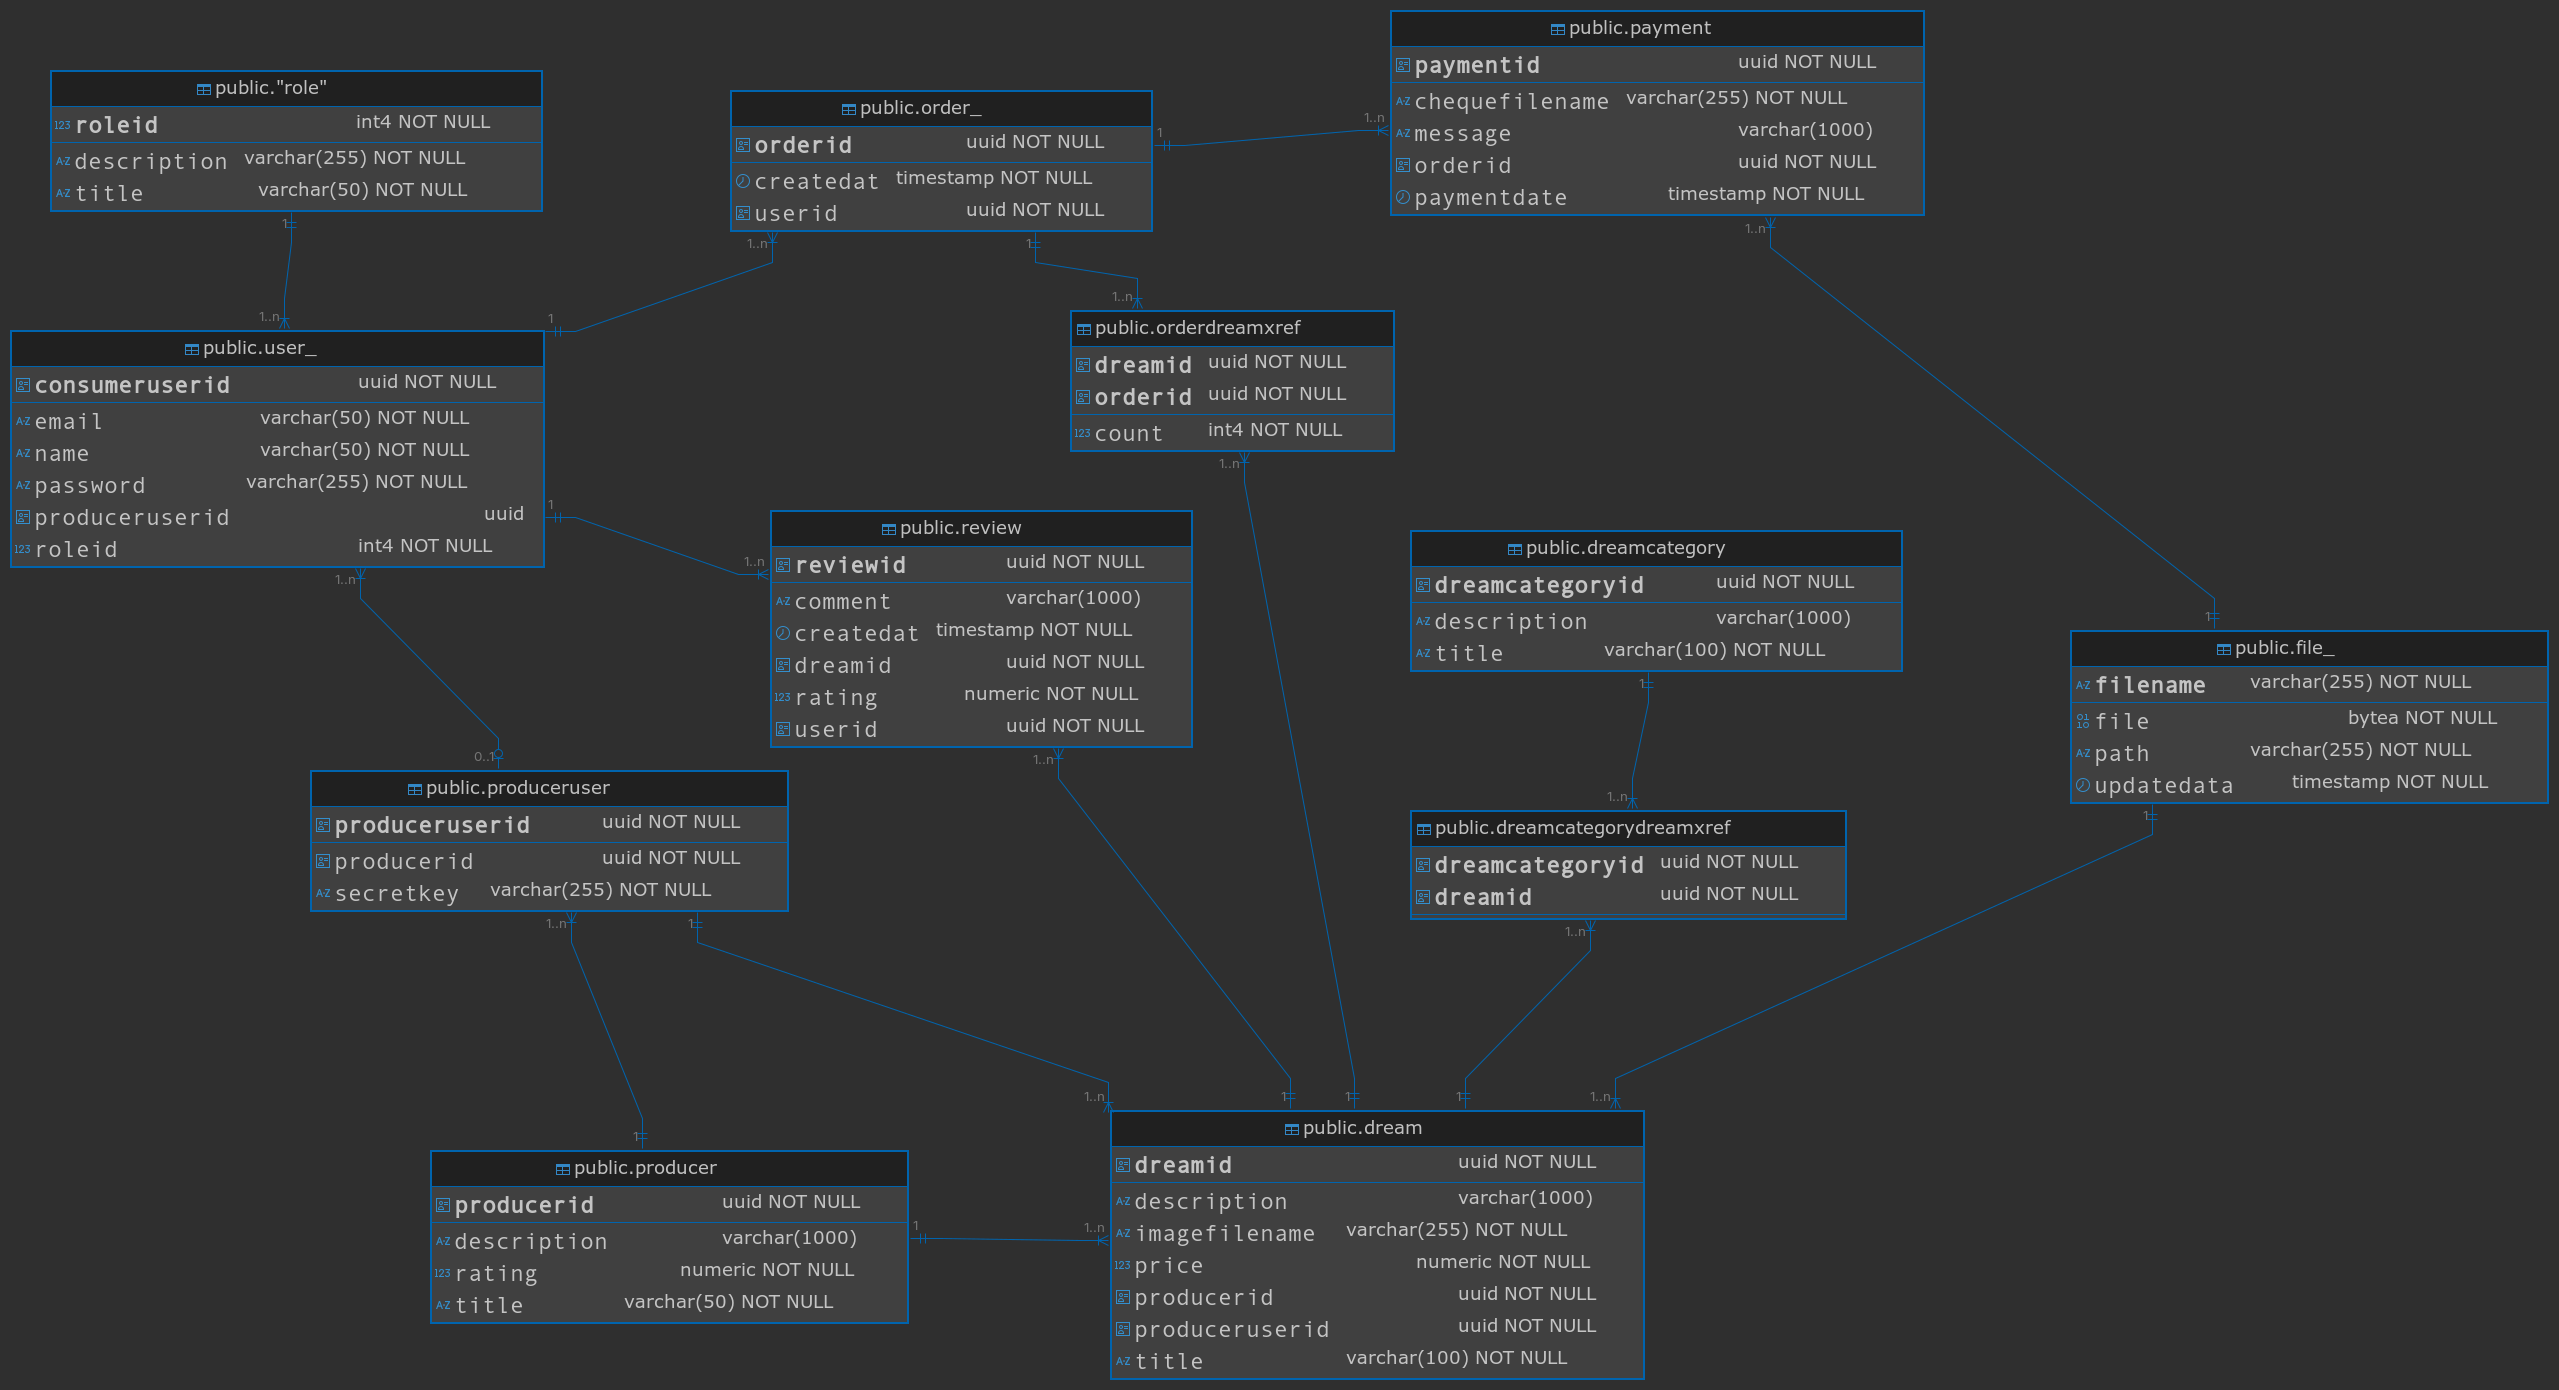 public."role"
roleid int4 NOT NULL
description varchar(255) NOT NULL
title varchar(50) NOT NULL
1
1..n
public.order_
orderid uuid NOT NULL
createdat timestamp NOT NULL
userid uuid NOT NULL
1
1..n
1..n
1
public.payment
paymentid uuid NOT NULL
chequefilename varchar(255) NOT NULL
message varchar(1000)
orderid uuid NOT NULL
paymentdate timestamp NOT NULL
1..n
public.user_
consumeruserid uuid NOT NULL
email varchar(50) NOT NULL
name varchar(50) NOT NULL
password varchar(255) NOT NULL
produceruserid uuid
roleid int4 NOT NULL
1
1
1..n
1..n
1..n
public.orderdreamxref
dreamid uuid NOT NULL
orderid uuid NOT NULL
count int4 NOT NULL
1..n
public.review
reviewid uuid NOT NULL
comment varchar(1000)
createdat timestamp NOT NULL
dreamid uuid NOT NULL
rating numeric NOT NULL
userid uuid NOT NULL
1..n
public.dreamcategory
dreamcategoryid uuid NOT NULL
description varchar(1000)
title varchar(100) NOT NULL
1
1..n
1
public.file_
filename varchar(255) NOT NULL
file bytea NOT NULL
path varchar(255) NOT NULL
updatedata timestamp NOT NULL
1
0..1
public.produceruser
produceruserid uuid NOT NULL
producerid uuid NOT NULL
secretkey varchar(255) NOT NULL
1..n
1
public.dreamcategorydreamxref
dreamcategoryid uuid NOT NULL
dreamid uuid NOT NULL
1..n
1
public.producer
producerid uuid NOT NULL
description varchar(1000)
rating numeric NOT NULL
title varchar(50) NOT NULL
1
1..n
1..n
1
1
1
1..n
public.dream
dreamid uuid NOT NULL
description varchar(1000)
imagefilename varchar(255) NOT NULL
price numeric NOT NULL
producerid uuid NOT NULL
produceruserid uuid NOT NULL
title varchar(100) NOT NULL